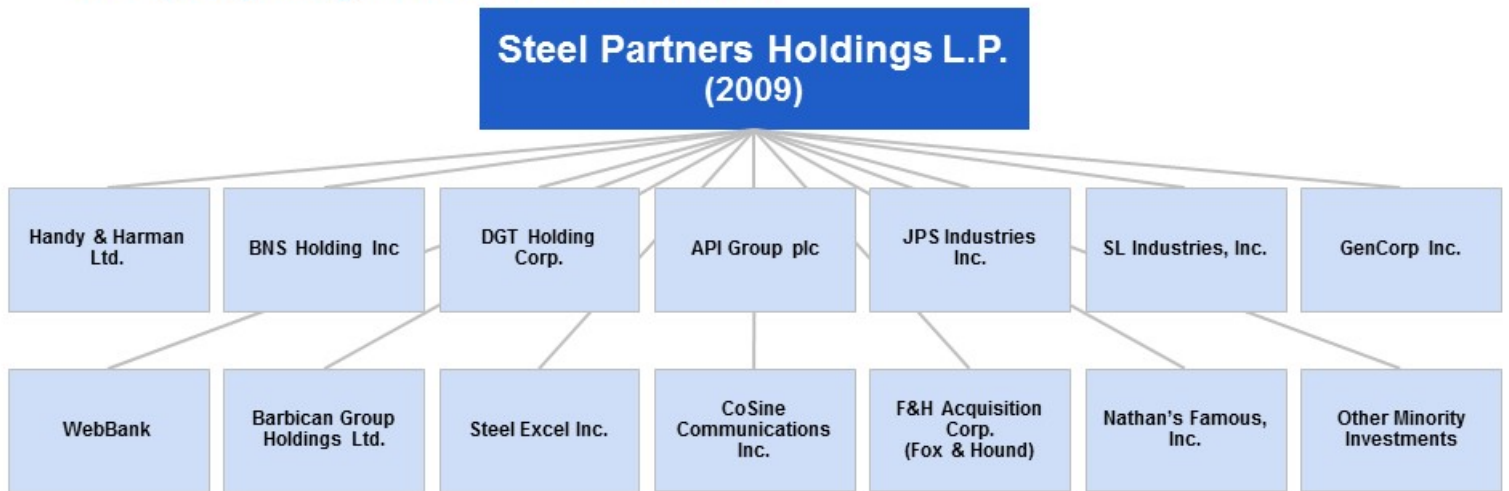 Steel Partners Holdings L.P.
(2009)
Handy & Harman
Ltd.
BNS Holding Inc
DGT Holding
Corp.
API Group plc
JPS Industries
Inc.
SL Industries, Inc.
GenCorp Inc.
WebBank
Barbican Group
Holdings Ltd.
Steel Excel Inc.
CoSine
Communications
Inc.
F&H Acquisition
Corp.
(Fox & Hound)
Nathan's Famous,
Inc.
Other Minority
Investments